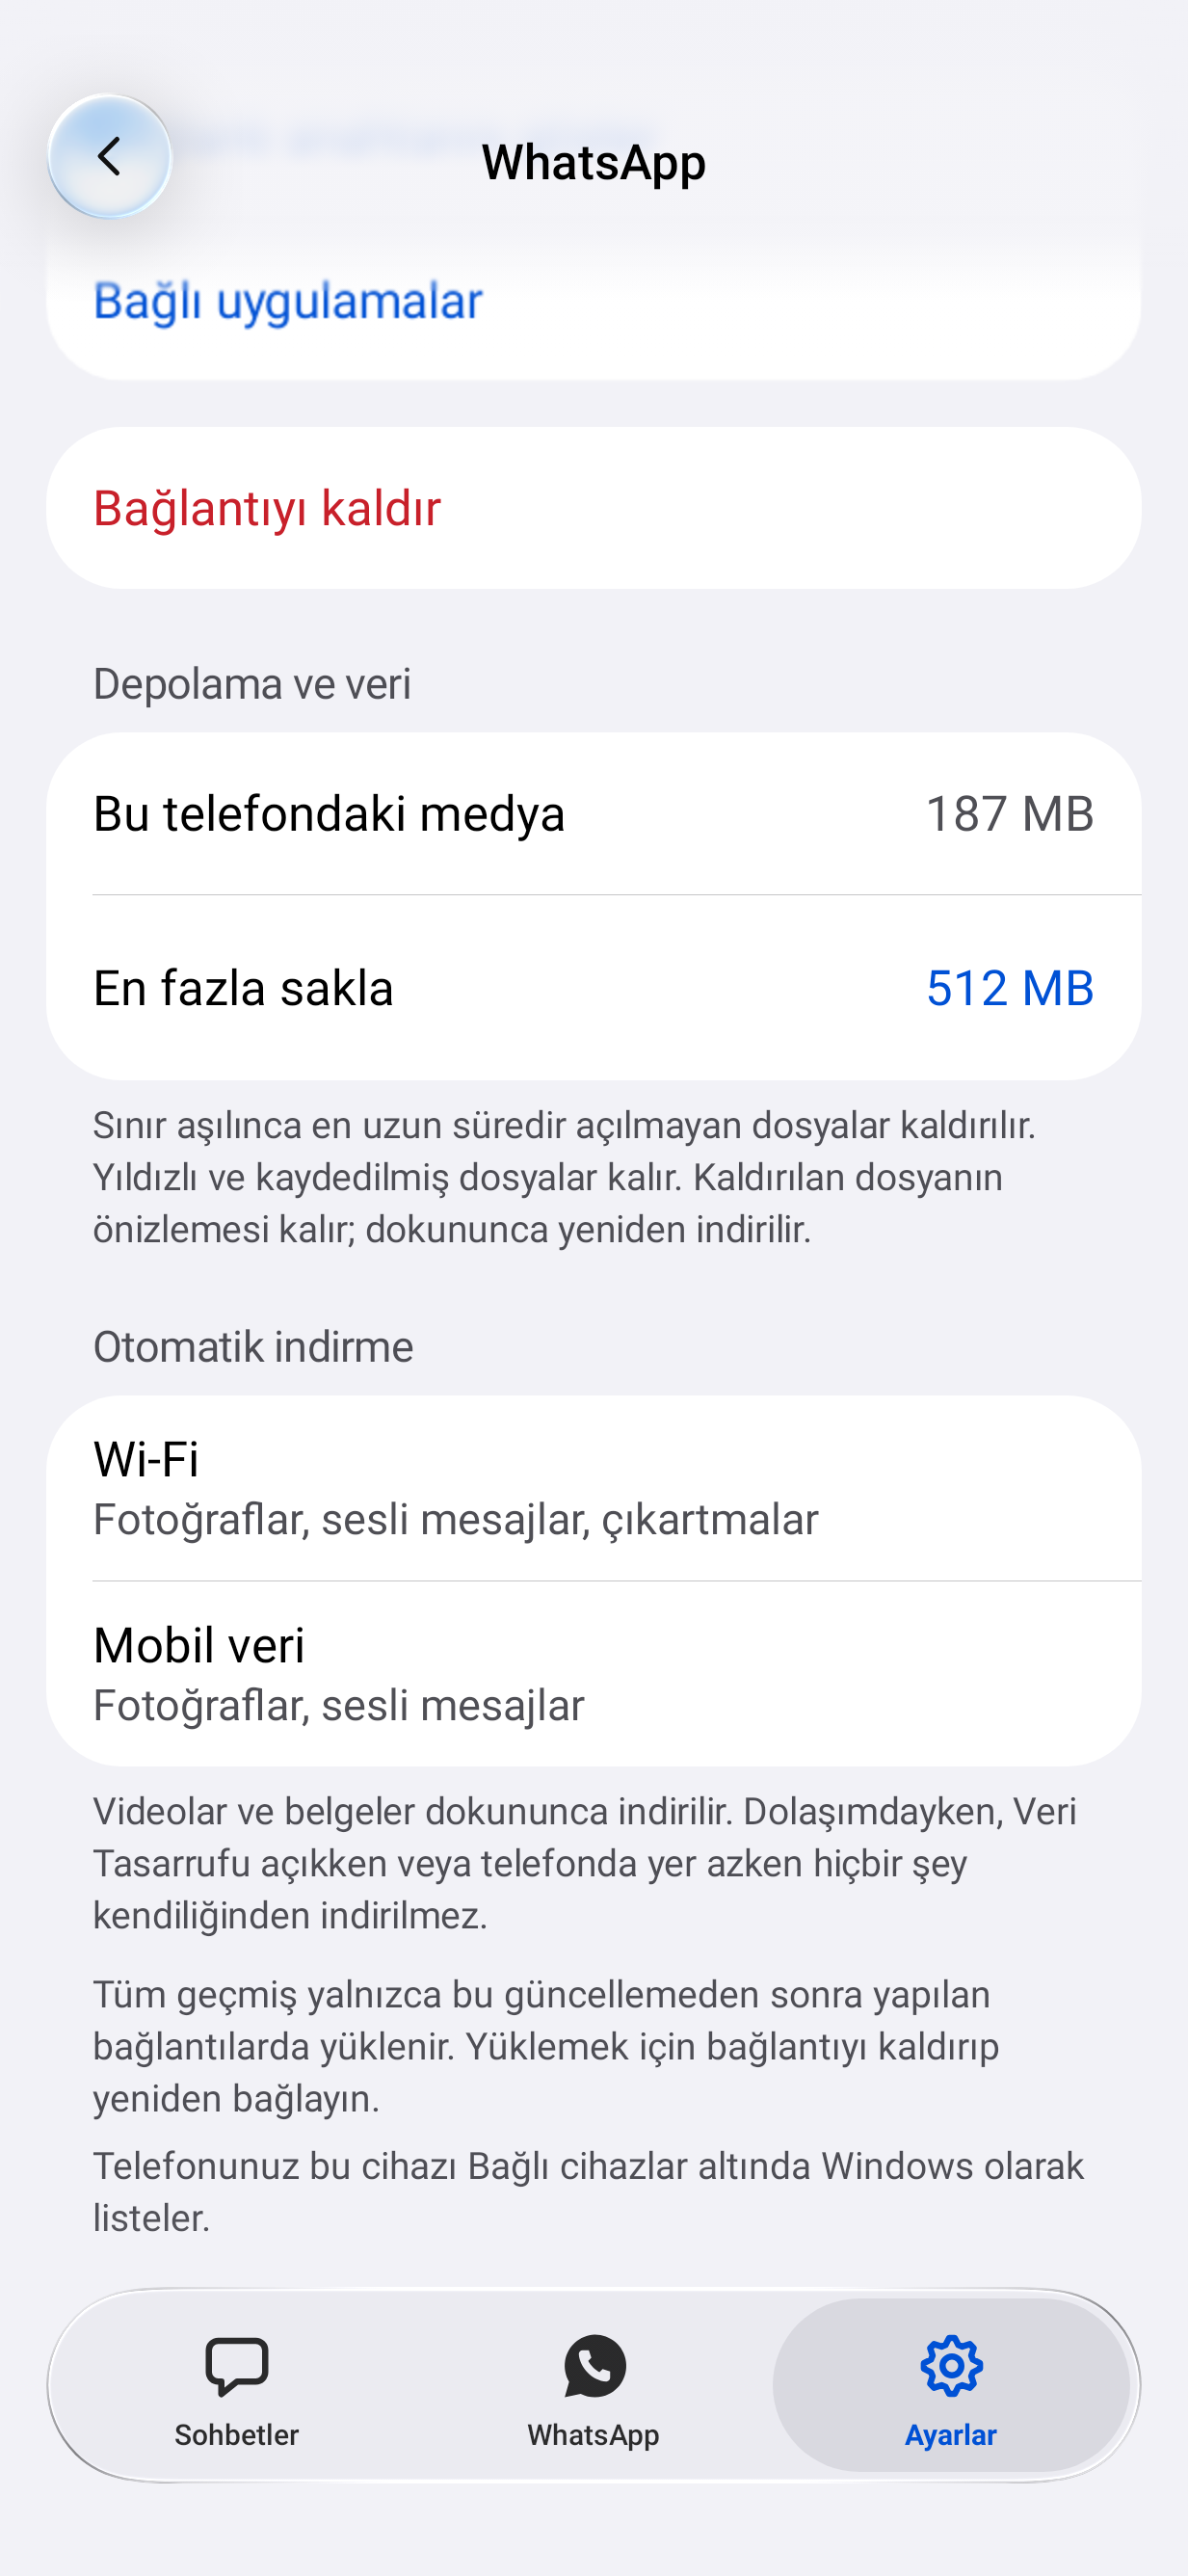 WhatsApp
Bağlı uygulamalar
Bağlantıyı kaldır
Depolama ve veri
Bu telefondaki medya 187 MB
En fazla sakla 512 MB
Sınır aşılınca en uzun süredir açılmayan dosyalar kaldırılır.
Yıldızlı ve kaydedilmiş dosyalar kalır. Kaldırılan dosyanın
önizlemesi kalır; dokununca yeniden indirilir.
Otomatik indirme
Wi-Fi
Fotoğraflar, sesli mesajlar, çıkartmalar
Mobil veri
Fotoğraflar, sesli mesajlar
Videolar ve belgeler dokununca indirilir. Dolaşımdayken, Veri
Tasarrufu açıkken veya telefonda yer azken hiçbir şey
kendiliğinden indirilmez.
Tüm geçmiş yalnızca bu güncellemeden sonra yapılan
bağlantılarda yüklenir. Yüklemek için bağlantıyı kaldırıp
yeniden bağlayın.
Telefonunuz bu cihazı Bağlı cihazlar altında Windows olarak
listeler.
Sohbetler WhatsApp Ayarlar